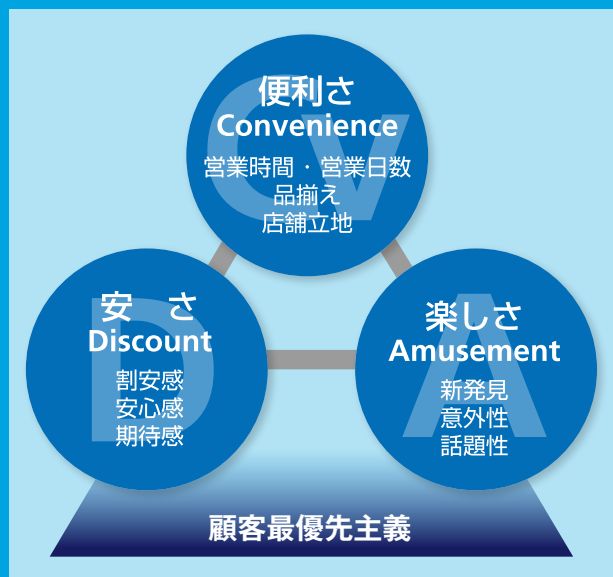 Cv
便利さ
Convenience
営業時間・営業日数
品揃え
店舗立地
D
安　さ
Discount
割安感
安心感
期待感
A
楽しさ
Amusement
新発見
意外性
話題性
顧客最優先主義